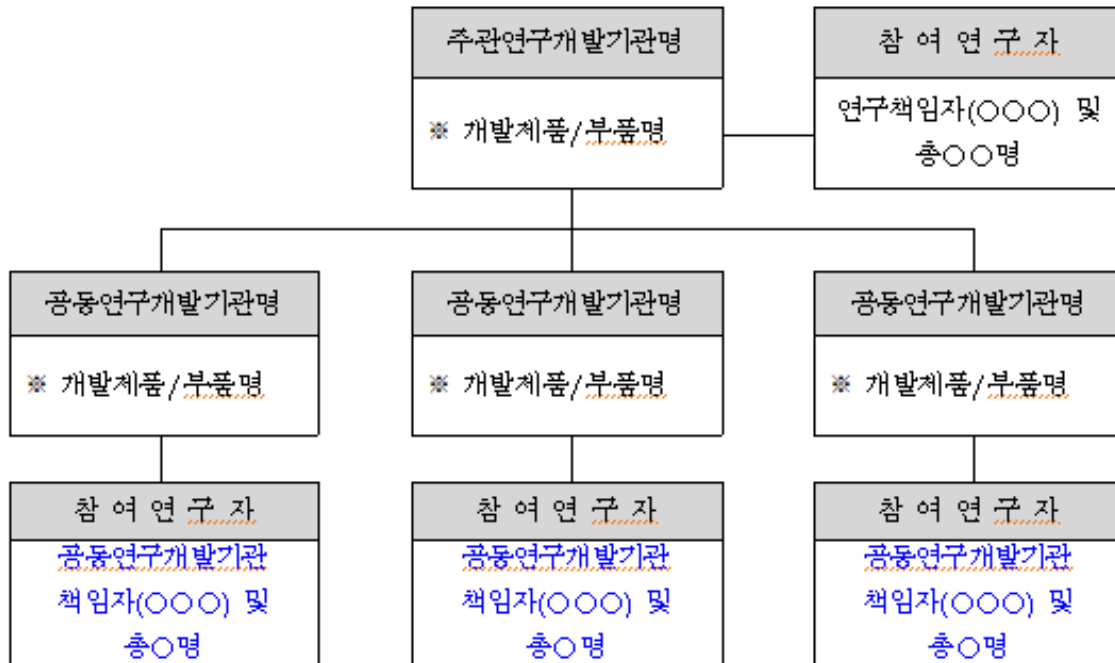 주관연구개발기관명
참 여 연 구 자
※ 개발제품/부품명
연구책임자(○○○) 및
총○○명
공동연구개발기관명
공동연구개발기관명
공동연구개발기관명
※ 개발제품/부품명
※ 개발제품/부품명
※ 개발제품/부품명
참 여 연 구 자
참 여 연 구 자
참 여 연 구 자
공동연구개발기관
책임자(○○○) 및
총○명
공동연구개발기관
책임자(○○○) 및
총○명
공동연구개발기관
책임자(○○○) 및
총○명